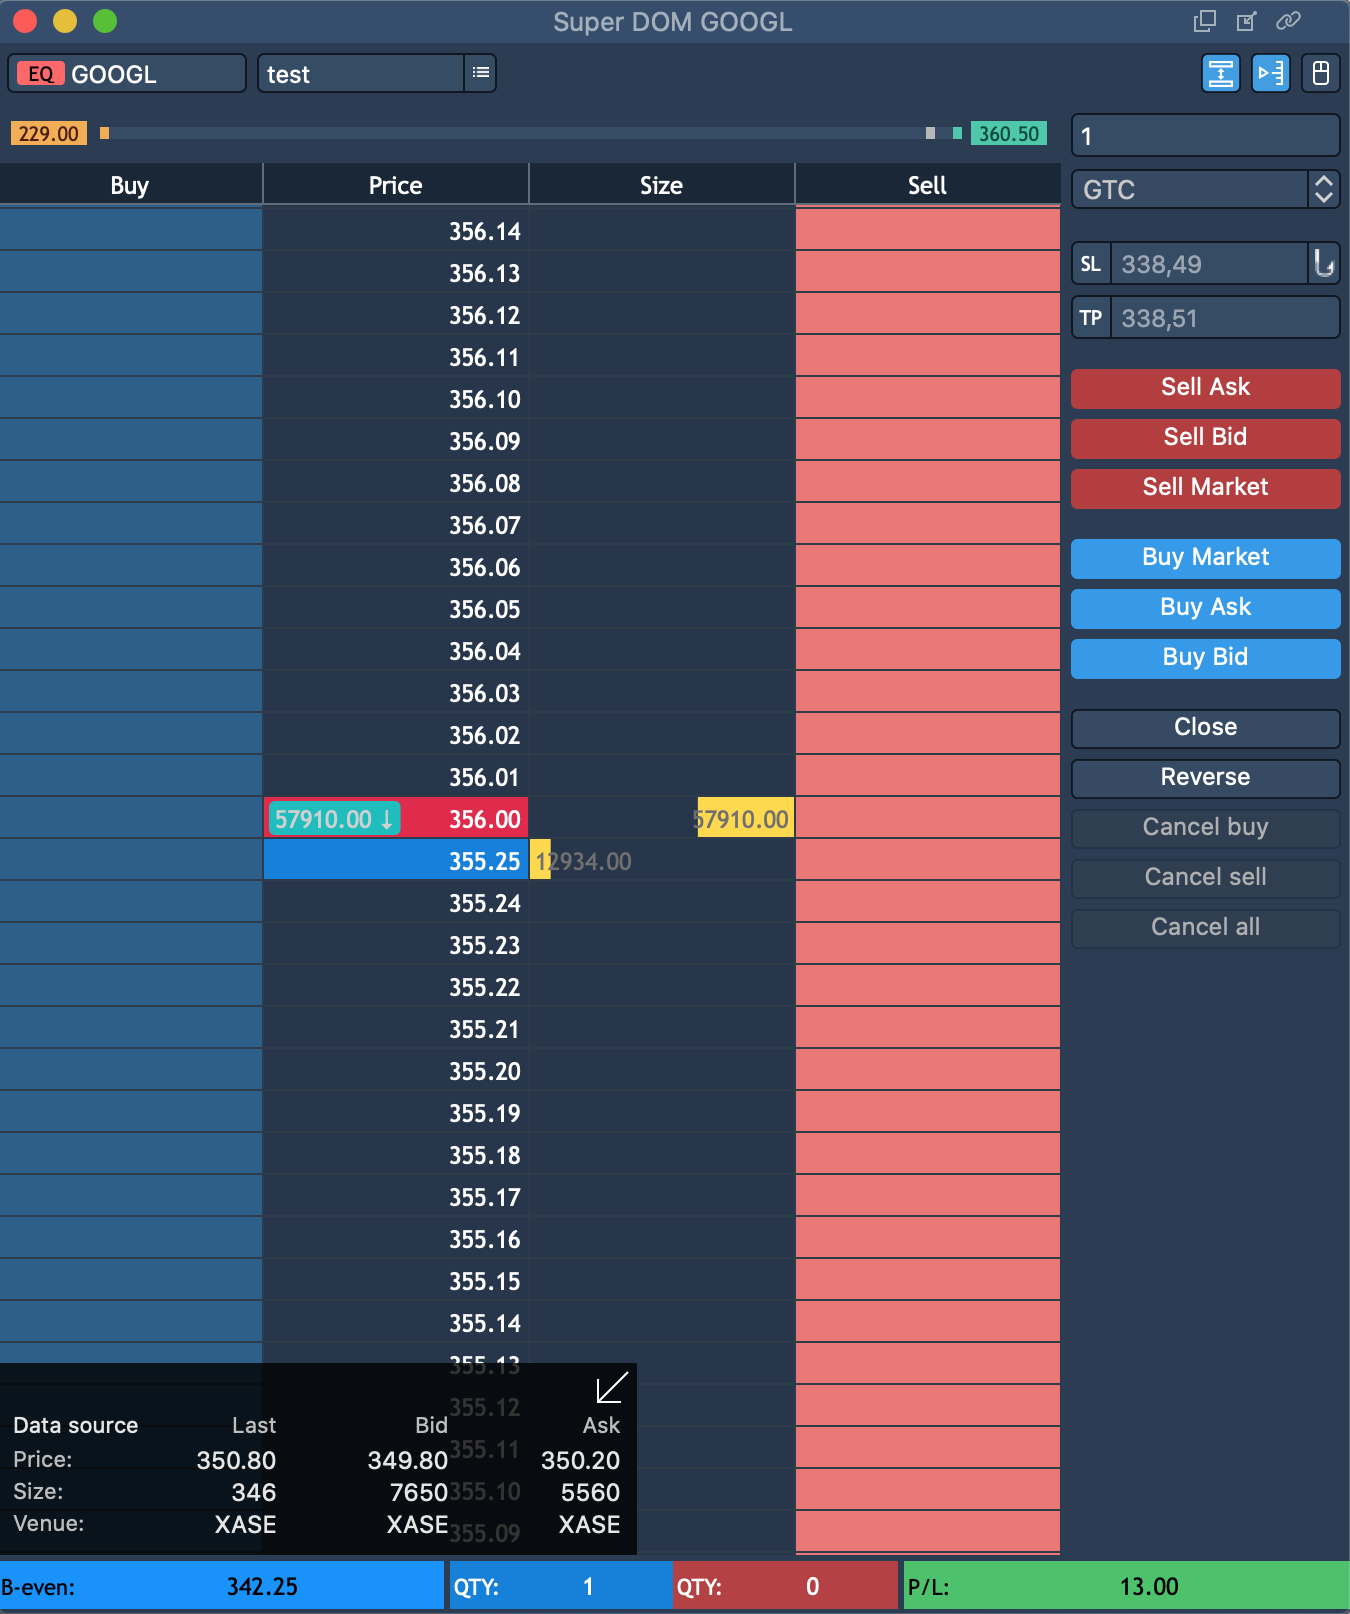 Super DOM GOOGL
EQ GOOGL test
229.00 360.50 1
Buy Price Size Sell
GTC
356.14
356.13
SL 338,49
356.12
TP 338,51
356.11
356.10
Sell Ask
356.09
Sell Bid
356.08
Sell Market
356.07
356.06
Buy Market
356.05
Buy Ask
356.04
Buy Bid
356.03
356.02
Close
356.01
Reverse
57910.00 ↓ 356.00 57910.00
Cancel buy
355.25 12934.00
Cancel sell
355.24
Cancel all
355.23
355.22
355.21
355.20
355.19
355.18
355.17
355.16
355.15
355.14
355.13
355.12
Data source Last Bid Ask
355.11
Price: 350.80 349.80 350.20
355.10
Size: 346 7650 5560
355.09
Venue: XASE XASE XASE
B-even: 342.25 QTY: 1 QTY: 0 P/L: 13.00